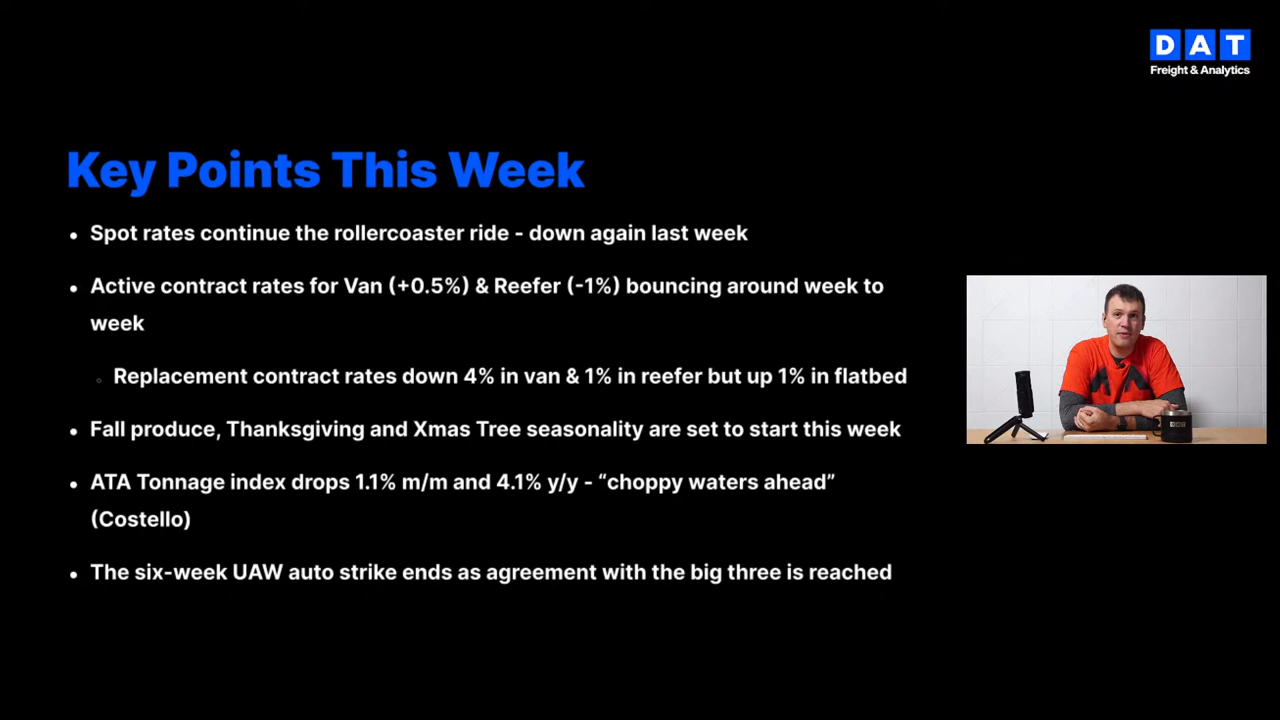 DAT
Freight & Analytics
Key Points This Week
Spot rates continue the rollercoaster ride - down again last week
Active contract rates for Van (+0.5%) & Reefer (-1%) bouncing around week to
week
Replacement contract rates down 4% in van & 1% in reefer but up 1% in flatbed
Fall produce, Thanksgiving and Xmas Tree seasonality are set to start this week
ATA Tonnage index drops 1.1% m/m and 4.1% y/y - “choppy waters ahead”
(Costello)
The six-week UAW auto strike ends as agreement with the big three is reached
DAT